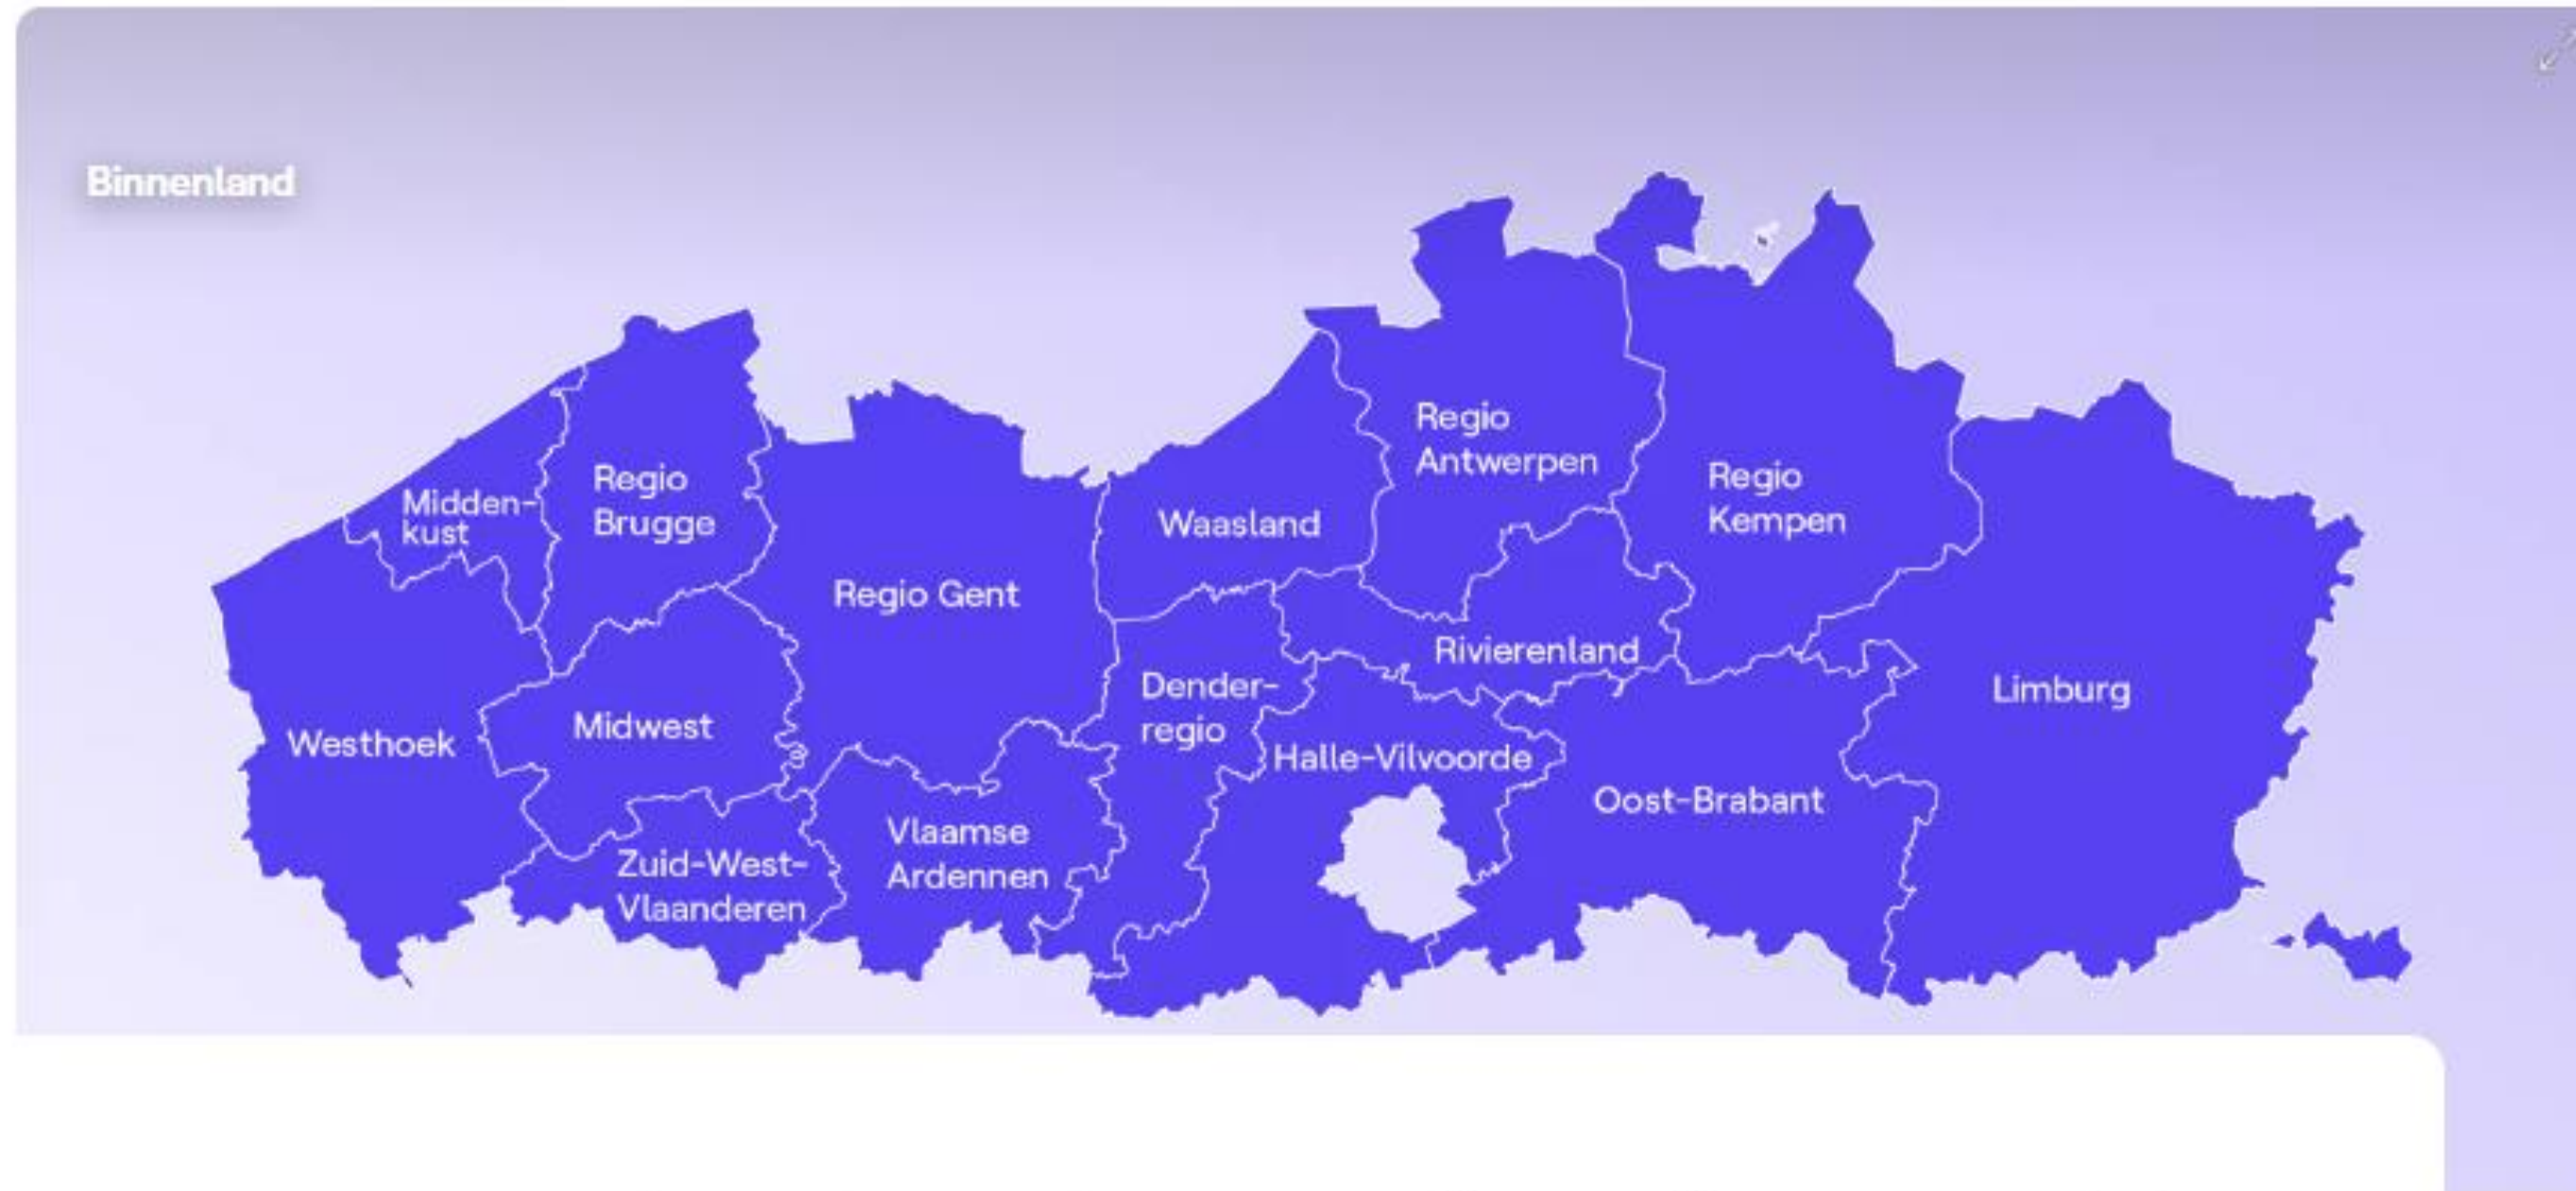 Binnenland
Midden-
kust
Regio
Brugge
Regio Gent
Waasland
Regio
Antwerpen
Regio
Kempen
Westhoek
Midwest
Zuid-West-
Vlaanderen
Vlaamse
Ardennen
Dender-
regio
Rivierenland
Halle-Vilvoorde
Oost-Brabant
Limburg